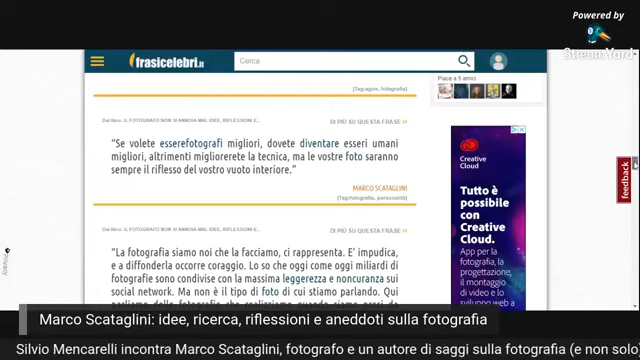 Powered by
StreamYard
frasicelebri.it
Cerca
[Tag:agire, fotografia]
Piace a 5 amici
Dal libro: IL FOTOGRAFO NON SI ANNOIA MAI. IDEE, RIFLESSIONI E...
DI PIÙ SU QUESTA FRASE ››
“Se volete esserefotografi migliori, dovete diventare esseri umani
migliori, altrimenti migliorerete la tecnica, ma le vostre foto saranno
sempre il riflesso del vostro vuoto interiore.”
MARCO SCATAGLINI
[Tag:fotografia, personalità]
Dal libro: IL FOTOGRAFO NON SI ANNOIA MAI. IDEE, RIFLESSIONI E...
DI PIÙ SU QUESTA FRASE ››
“La fotografia siamo noi che la facciamo, ci rappresenta. E' impudica,
e a diffonderla occorre coraggio. Lo so che oggi come oggi miliardi di
fotografie sono condivise con la massima leggerezza e noncuranza sui
social network. Ma non è il tipo di foto di cui stiamo parlando. Qui
Creative
Cloud
Tutto è
possibile
con
Creative
Cloud.
App per la
fotografia, la
progettazione,
il montaggio
di video e lo
sviluppo web a
feedback
Privacy
Marco Scataglini: idee, ricerca, riflessioni e aneddoti sulla fotografia
Silvio Mencarelli incontra Marco Scataglini, fotografo e un autore di saggi sulla fotografia (e non solo